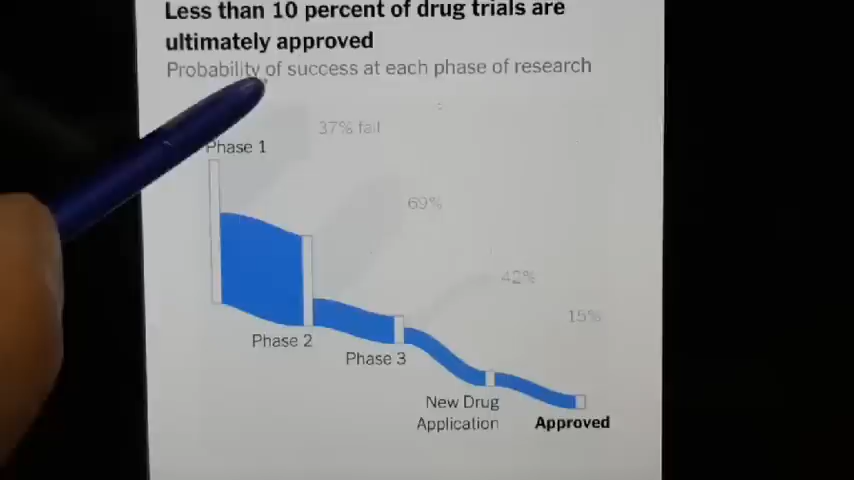 Less than 10 percent of drug trials are
ultimately approved
Probability of success at each phase of research
37% fail
Phase 1
69%
42%
15%
Phase 2
Phase 3
New Drug
Application
Approved